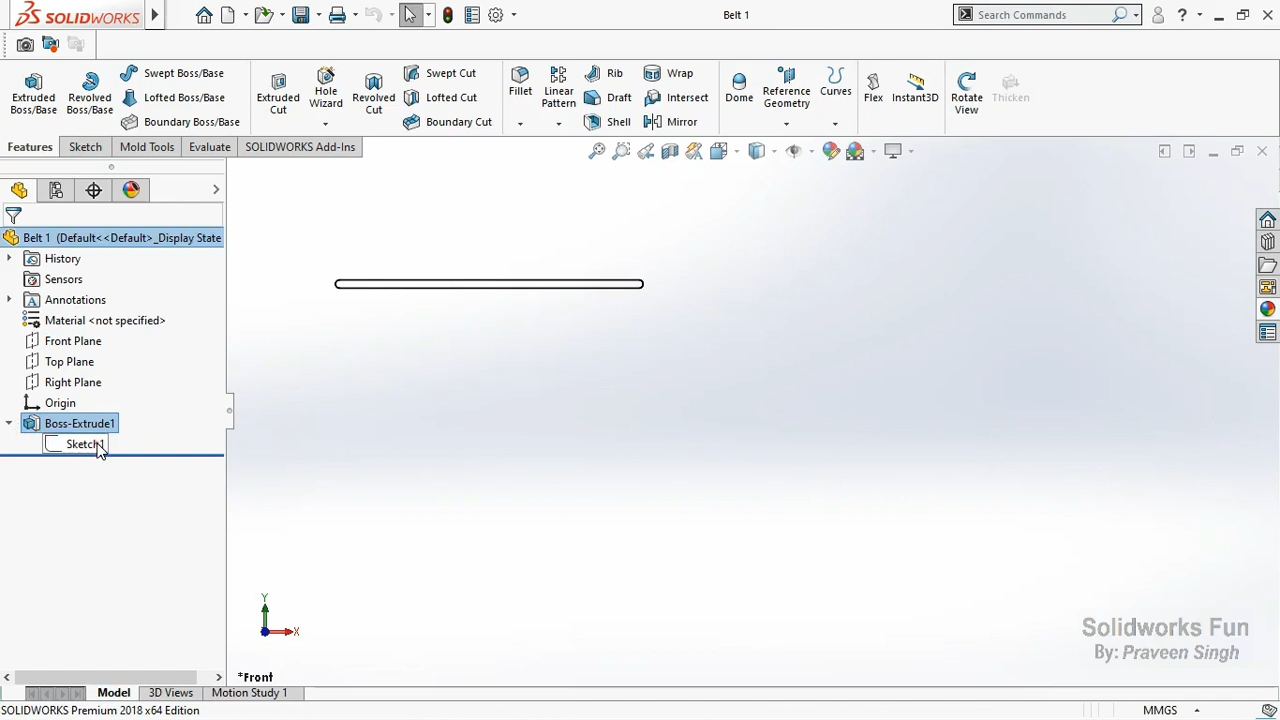 SOLIDWORKS
Belt 1
Search Commands
?
Extruded Boss/Base
Revolved Boss/Base
Swept Boss/Base
Lofted Boss/Base
Boundary Boss/Base
Extruded Cut
Hole Wizard
Revolved Cut
Swept Cut
Lofted Cut
Boundary Cut
Fillet
Linear Pattern
Rib
Draft
Shell
Wrap
Intersect
Mirror
Dome
Reference Geometry
Curves
Flex
Instant3D
Rotate View
Thicken
Features
Sketch
Mold Tools
Evaluate
SOLIDWORKS Add-Ins
Belt 1 (Default<<Default>_Display State
History
Sensors
Annotations
Material <not specified>
Front Plane
Top Plane
Right Plane
Origin
Boss-Extrude1
Sketch1
Y
X
*Front
Solidworks Fun
By: Praveen Singh
Model
3D Views
Motion Study 1
SOLIDWORKS Premium 2018 x64 Edition
MMGS